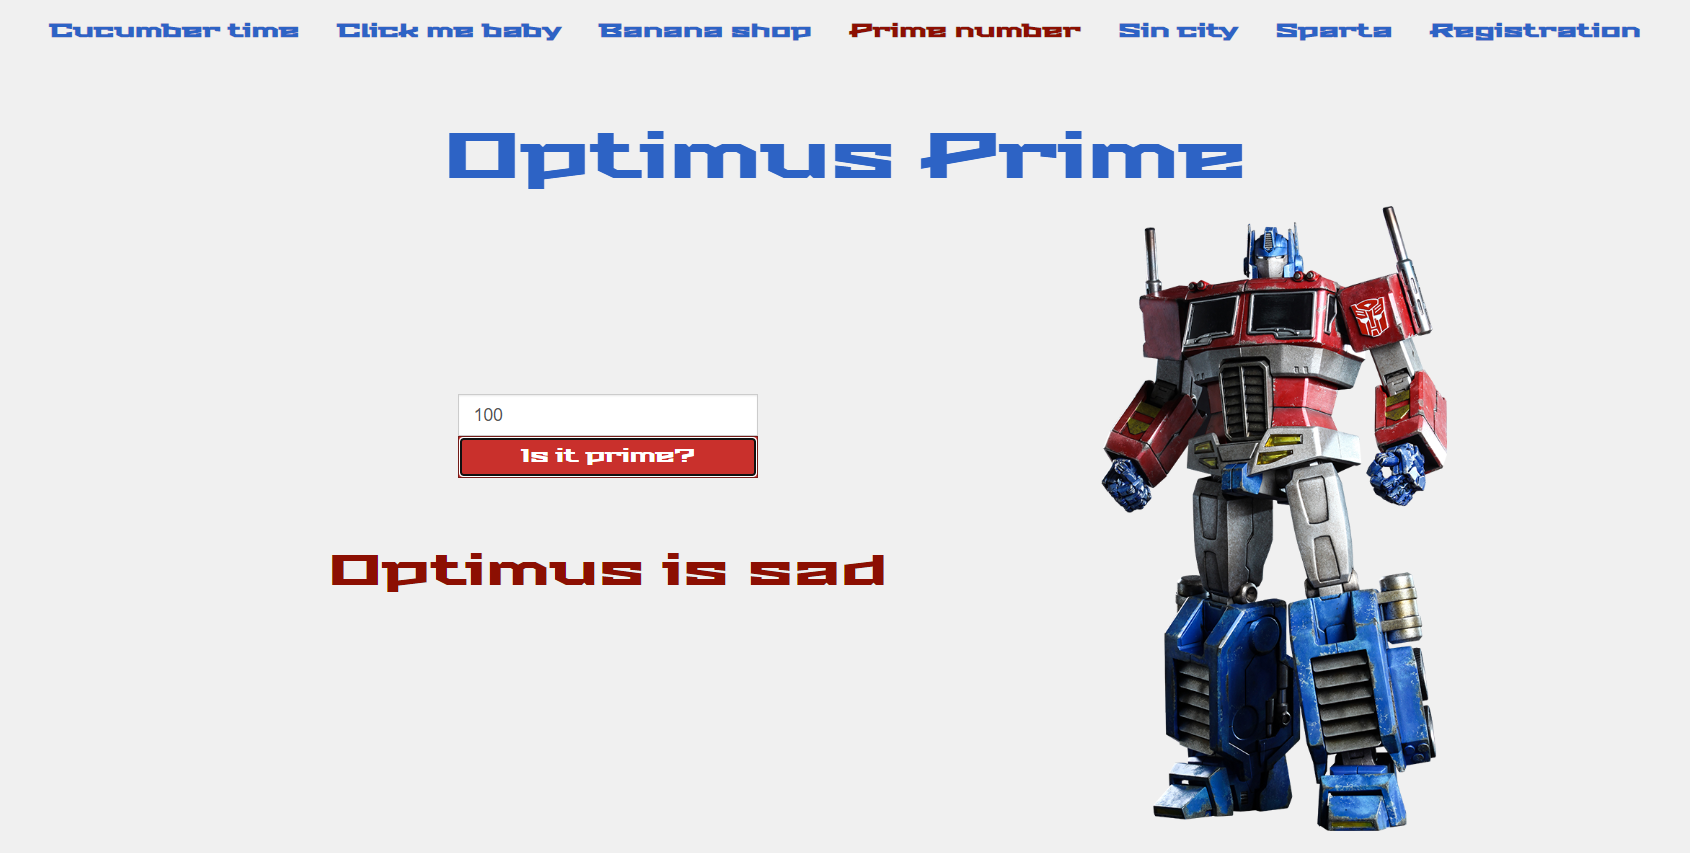 Cucumber time Click me baby Banana shop Prime number Sin city Sparta Registration
Optimus Prime
100
Is it prime?
Optimus is sad